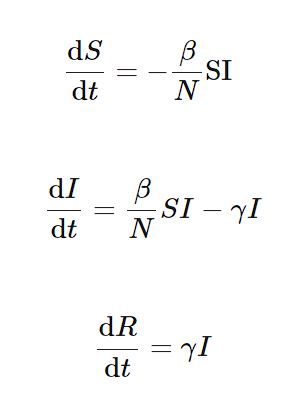 dS/dt = −β/N SI
dI/dt = β/N SI − γI
dR/dt = γI